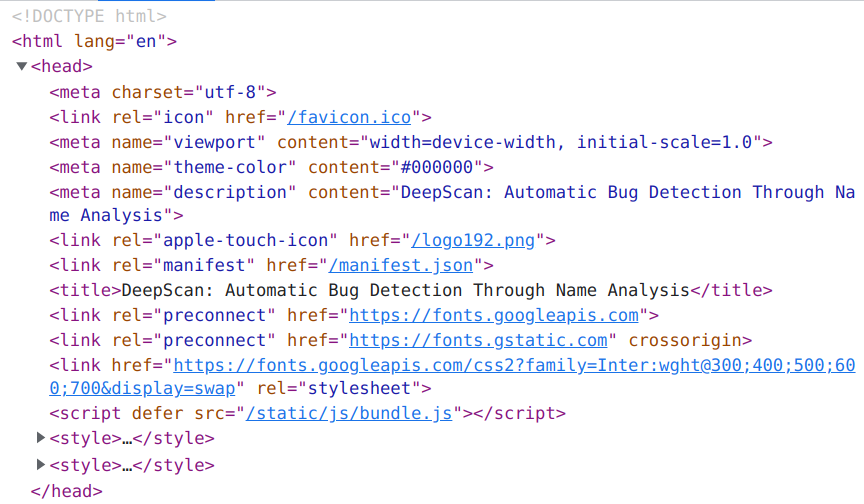 <!DOCTYPE html>
<html lang="en">
<head>
<meta charset="utf-8">
<link rel="icon" href="/favicon.ico">
<meta name="viewport" content="width=device-width, initial-scale=1.0">
<meta name="theme-color" content="#000000">
<meta name="description" content="DeepScan: Automatic Bug Detection Through Na
me Analysis">
<link rel="apple-touch-icon" href="/logo192.png">
<link rel="manifest" href="/manifest.json">
<title>DeepScan: Automatic Bug Detection Through Name Analysis</title>
<link rel="preconnect" href="https://fonts.googleapis.com">
<link rel="preconnect" href="https://fonts.gstatic.com" crossorigin>
<link href="https://fonts.googleapis.com/css2?family=Inter:wght@300;400;500;60
0;700&display=swap" rel="stylesheet">
<script defer src="/static/js/bundle.js"></script>
<style>…</style>
<style>…</style>
</head>